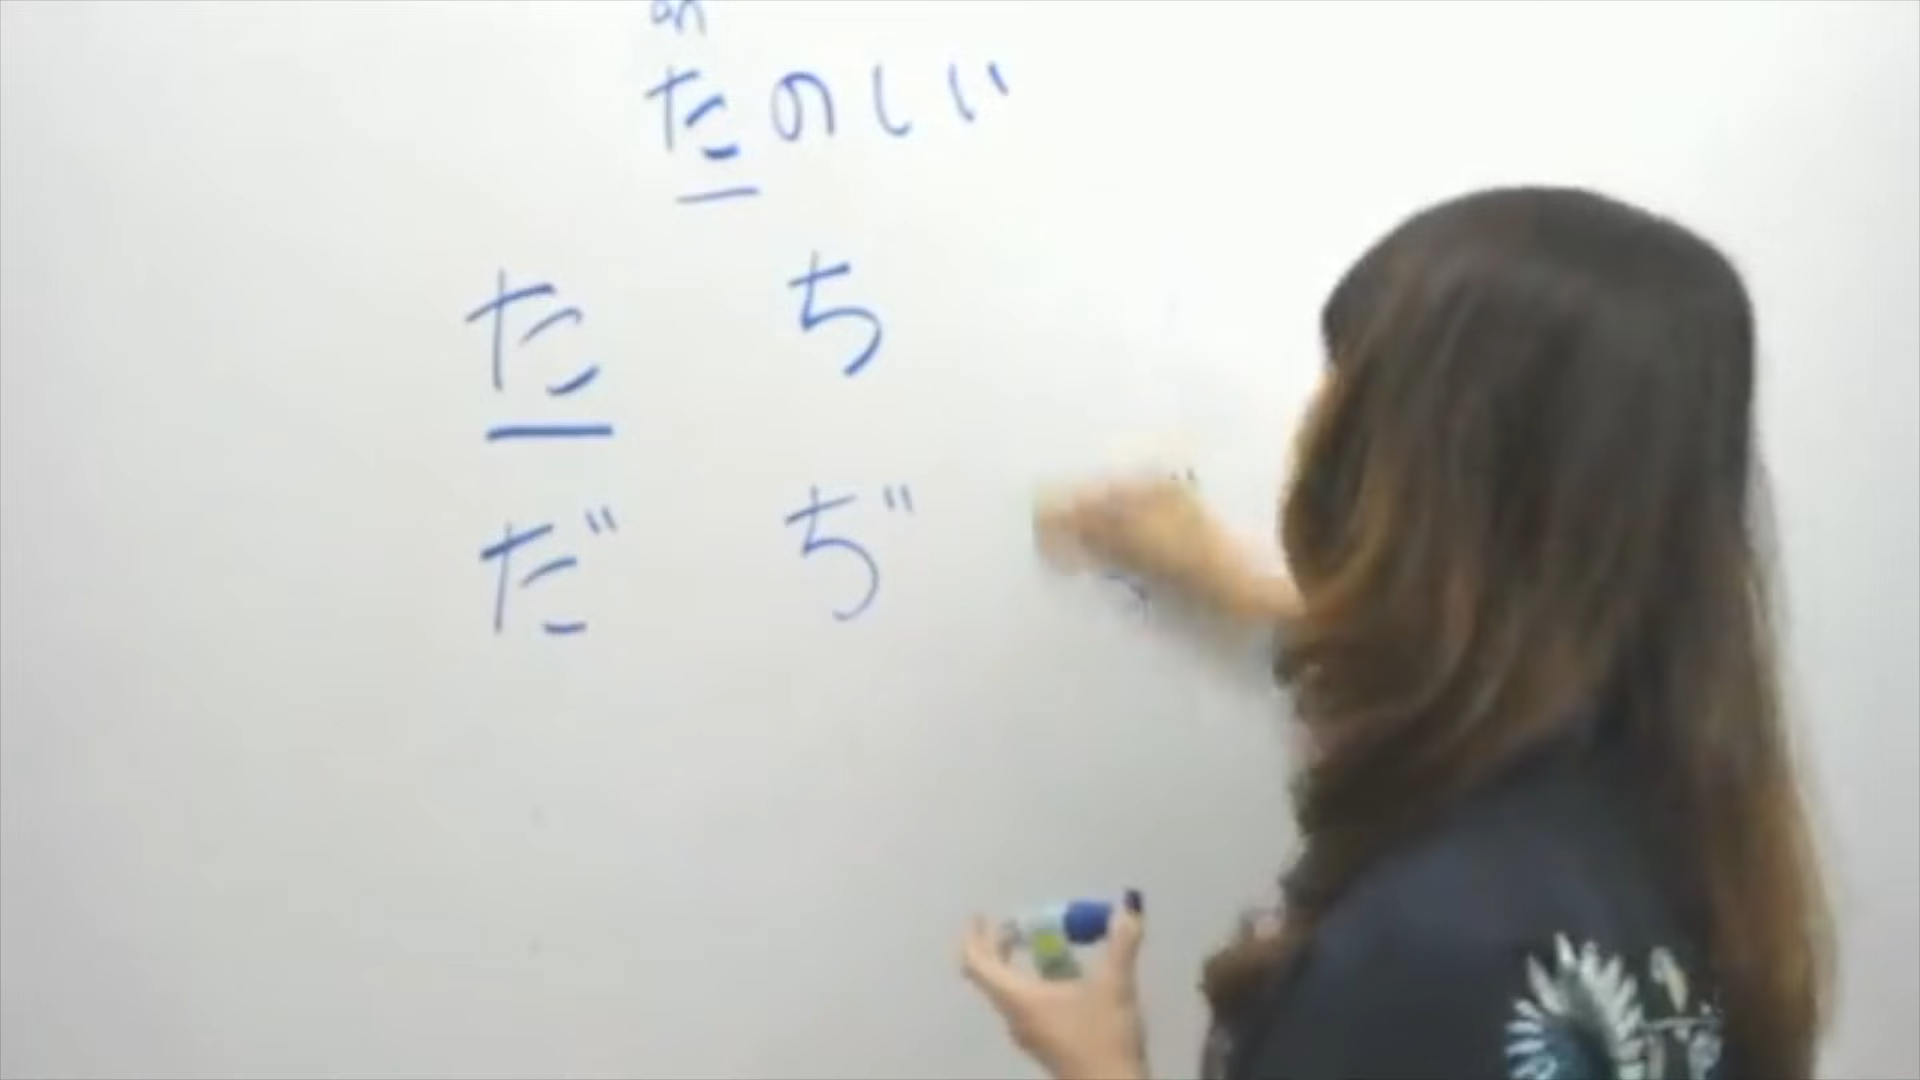 たのしい
た ち
だ ぢ